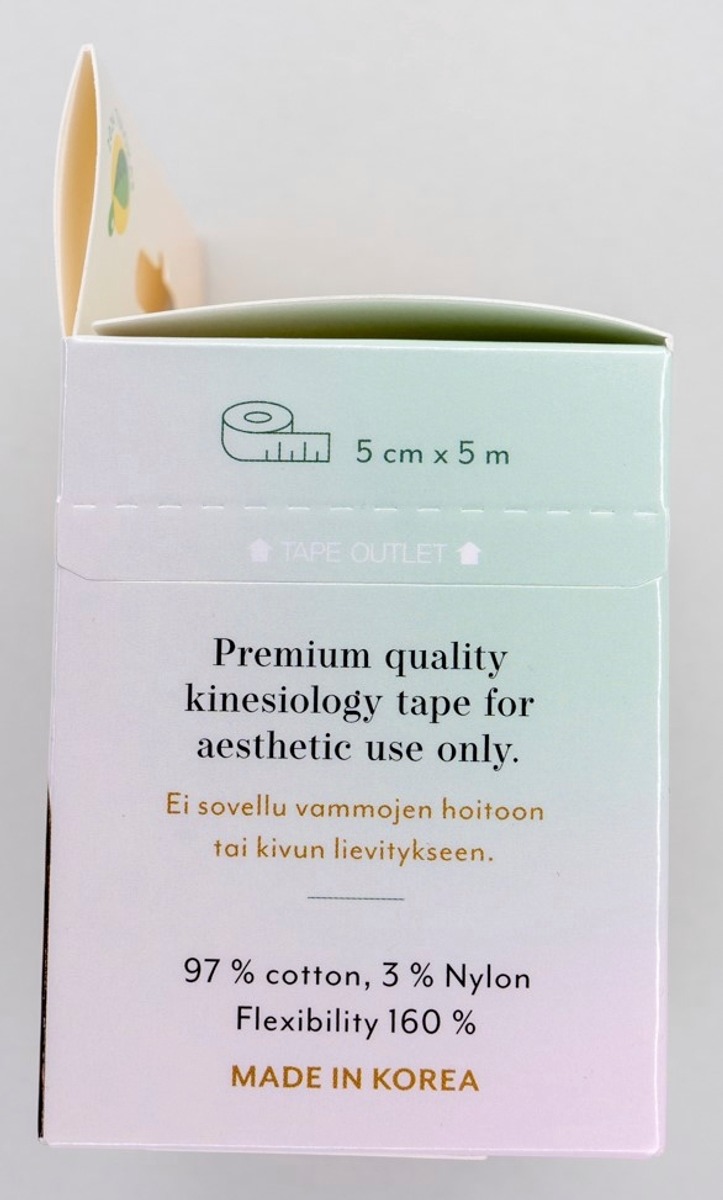 5 cm x 5 m
TAPE OUTLET
Premium quality
kinesiology tape for
aesthetic use only.
Ei sovellu vammojen hoitoon
tai kivun lievitykseen.
97 % cotton, 3 % Nylon
Flexibility 160 %
MADE IN KOREA